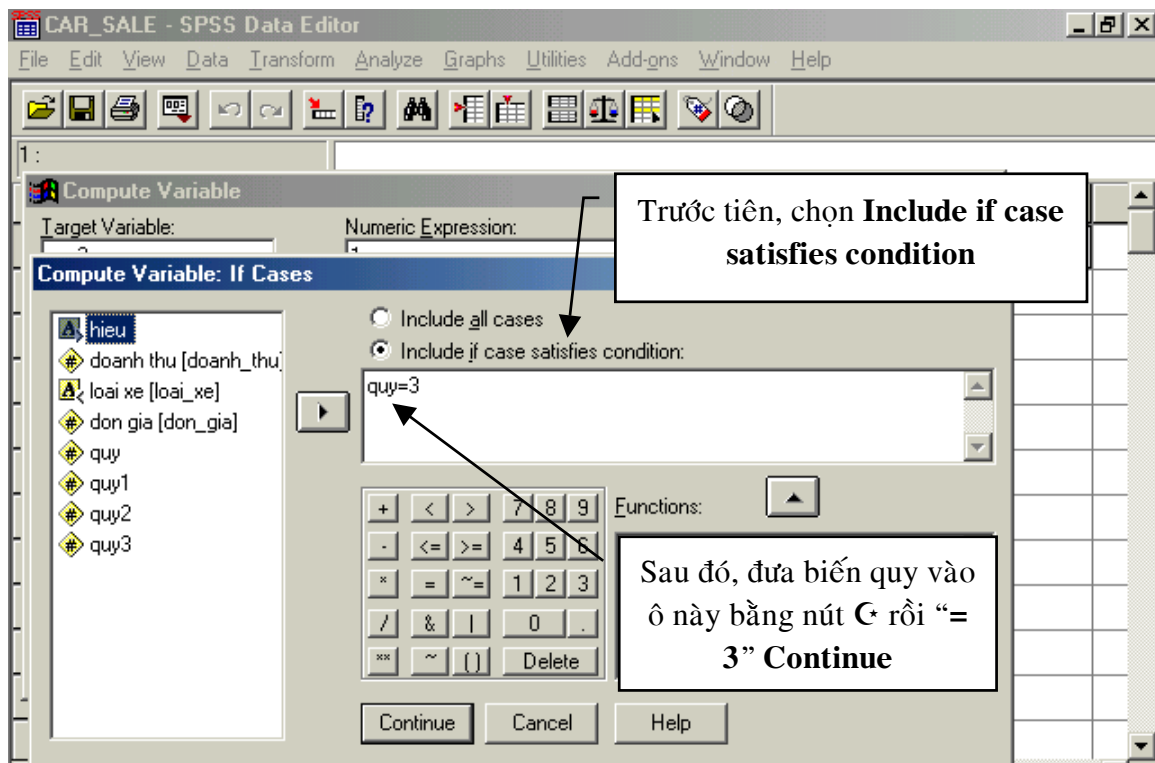 CAR_SALE - SPSS Data Editor
File Edit View Data Transform Analyze Graphs Utilities Add-ons Window Help
1 :
Compute Variable
Target Variable:
Numeric Expression:
Trước tiên, chọn Include if case
satisfies condition
Compute Variable: If Cases
hieu
doanh thu [doanh_thu]
loai xe [loai_xe]
don gia [don_gia]
quy
quy1
quy2
quy3
Include all cases
Include if case satisfies condition:
quy=3
+ < > 7 8 9
- <= >= 4 5 6
* = ~= 1 2 3
/ & | 0 .
** ~ () Delete
Functions:
Sau đó, đưa biến quy vào
ô này bằng nút ☪ rồi “=
3” Continue
Continue Cancel Help